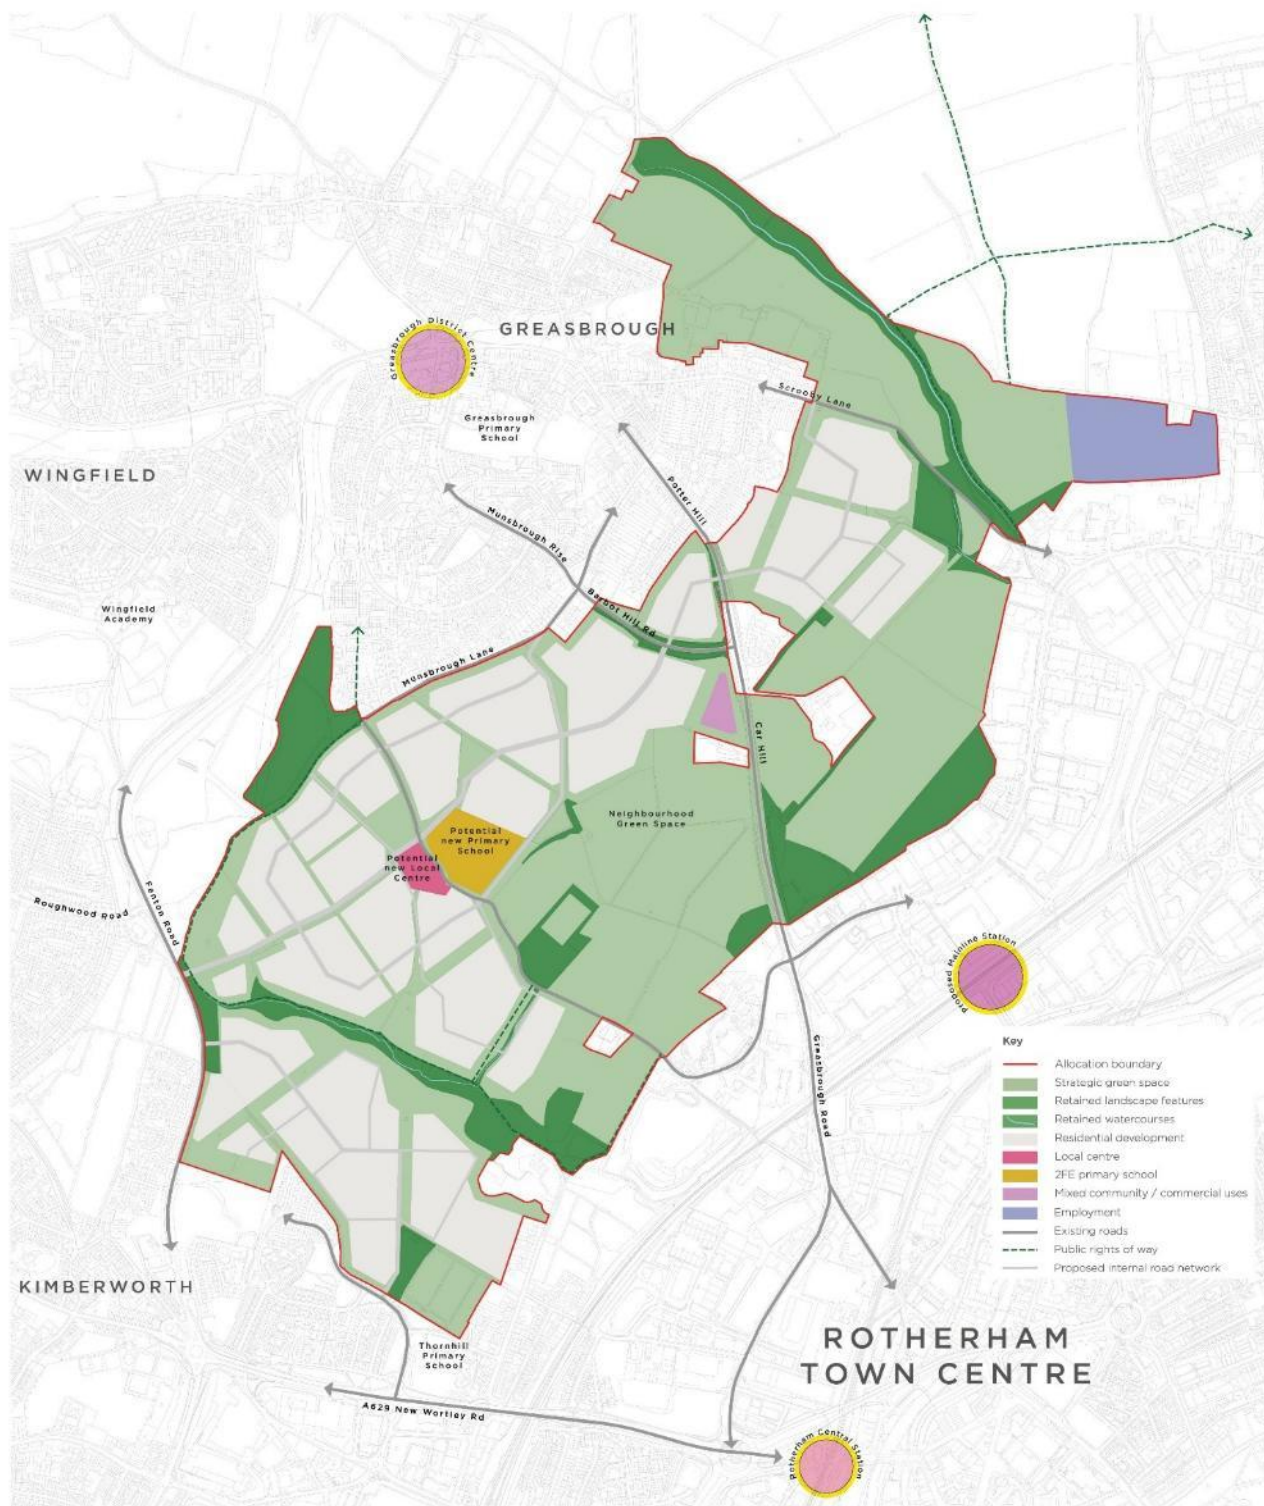 GREASBROUGH
Greasbrough District Centre
Scrooby Lane
Greasbrough
Primary
School
WINGFIELD
Potter Hill
Munsbrough Rise
Wingfield
Academy
Barbot Hill Rd
Munsbrough Lane
Car Hill
Neighbourhood
Green Space
Potential
new Primary
School
Potential
new Local
Centre
Fenton Road
Roughwood Road
Proposed Mainline Station
Greasbrough Road
Key
Allocation boundary
Strategic green space
Retained landscape features
Retained watercourses
Residential development
Local centre
2FE primary school
Mixed community / commercial uses
Employment
Existing roads
Public rights of way
Proposed internal road network
KIMBERWORTH
ROTHERHAM
TOWN CENTRE
Thornhill
Primary
School
A629 New Wortley Rd
Rotherham Central Station